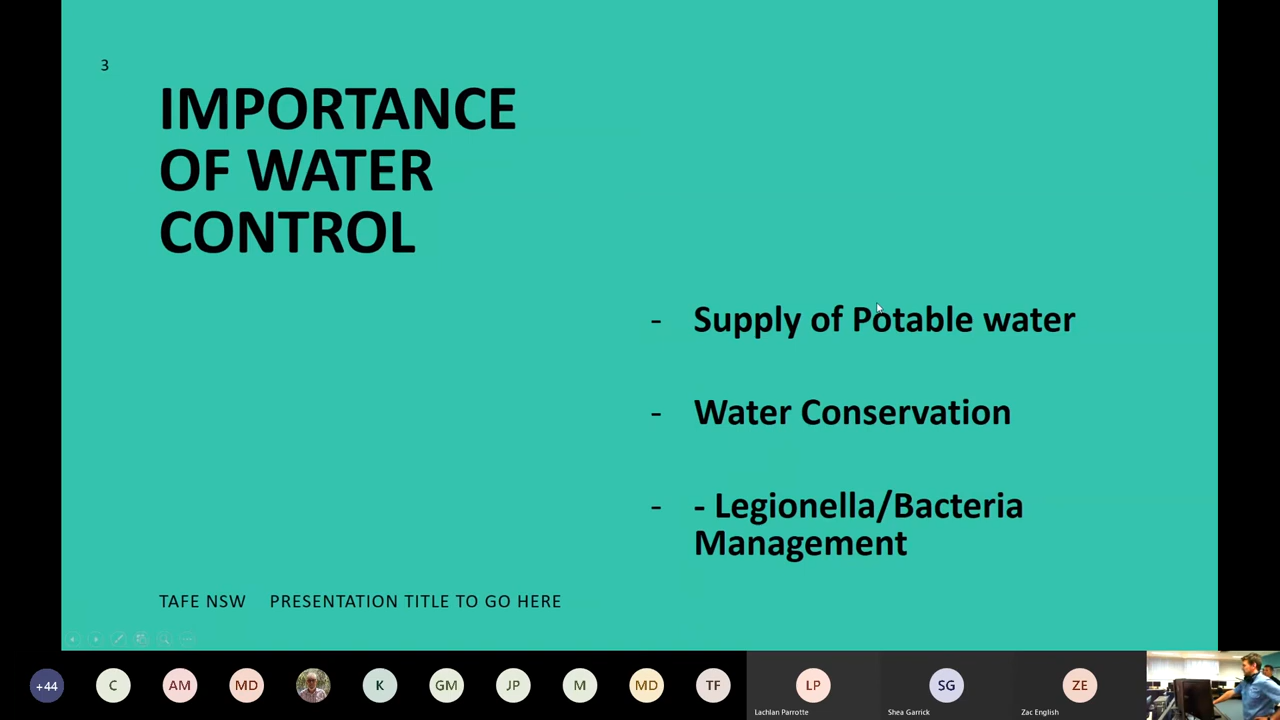 3
IMPORTANCE
OF WATER
CONTROL
- Supply of Potable water
- Water Conservation
- - Legionella/Bacteria
Management
TAFE NSW PRESENTATION TITLE TO GO HERE
+44 C AM MD K GM JP M MD TF LP SG ZE
Lachlan Parrotte Shea Garrick Zac English